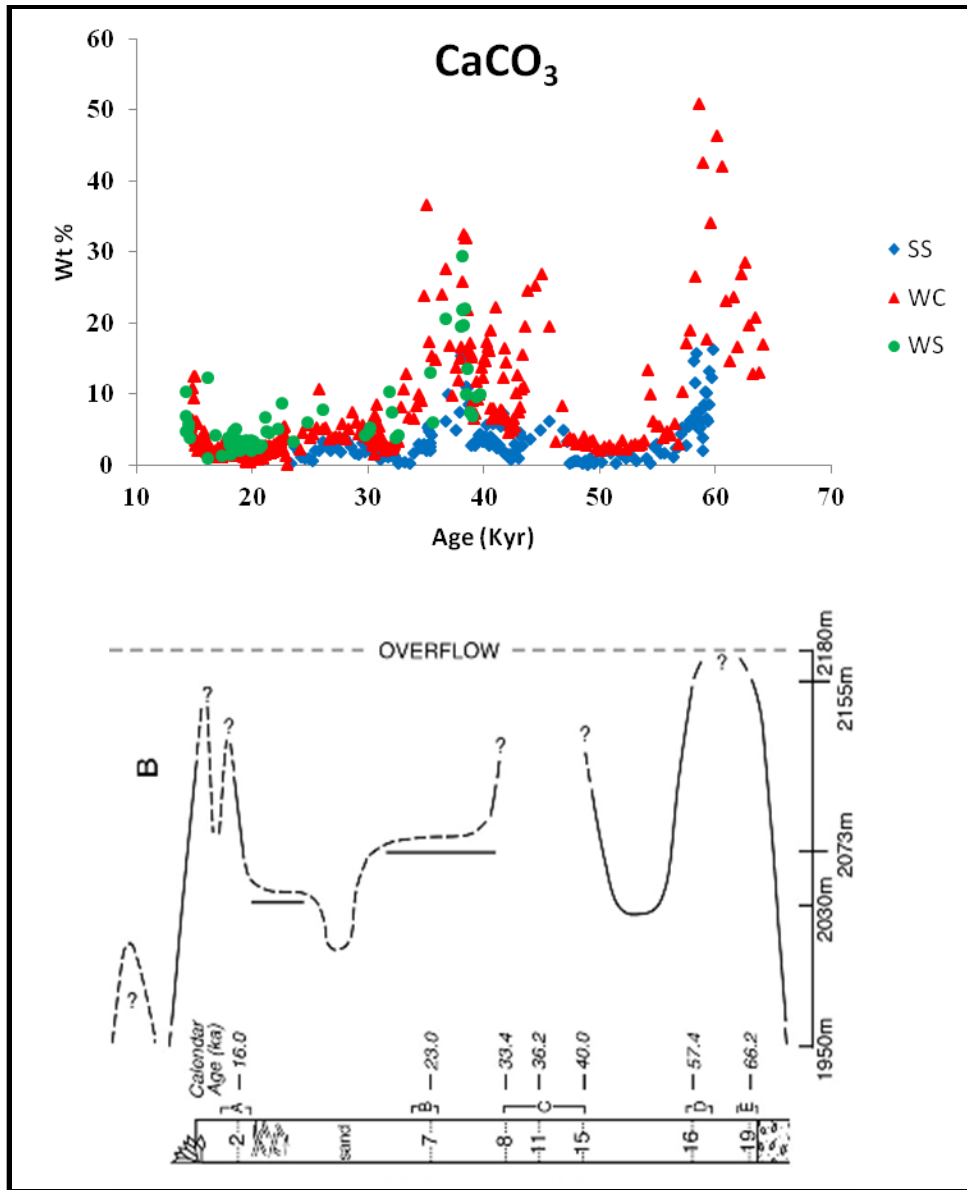 CaCO3
60
50
40
30
20
10
0
Wt %
10 20 30 40 50 60 70
Age (Kyr)
SS
WC
WS
OVERFLOW
B
?
?
?
?
?
?
2180m
2155m
2073m
2030m
1950m
Calendar
Age (ka)
16.0
23.0
33.4
36.2
40.0
57.4
66.2
A
B
C
D
E
2
sand
7
8
11
15
16
19